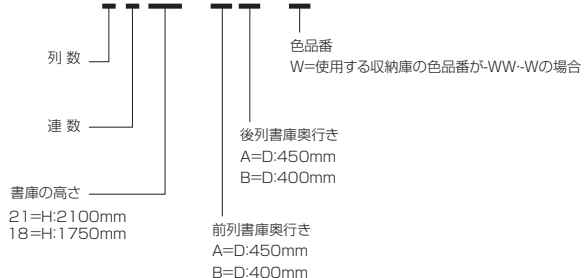 列 数
連 数
書庫の高さ
21=H:2100mm
18=H:1750mm
色品番
W=使用する収納庫の色品番が-WW・-Wの場合
後列書庫奥行き
A=D:450mm
B=D:400mm
前列書庫奥行き
A=D:450mm
B=D:400mm